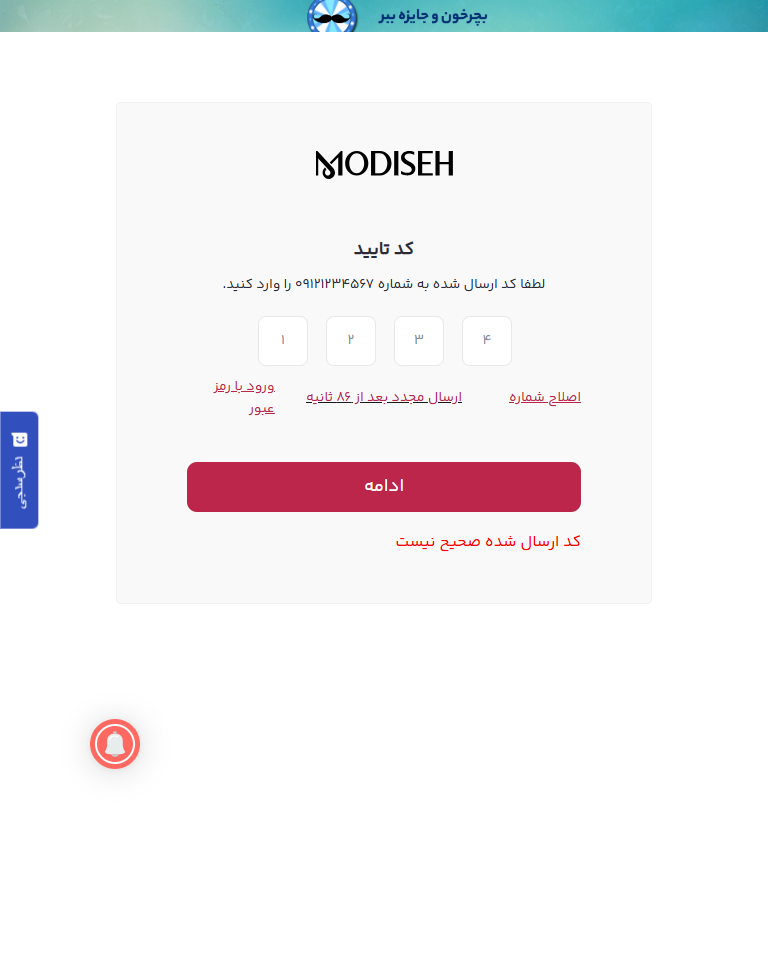 بچرخون و جایزه ببر
MODISEH
کد تایید
لطفا کد ارسال شده به شماره ۰۹۱۲۱۲۳۴۵۶۷ را وارد کنید.
۱ ۲ ۳ ۴
اصلاح شماره
ارسال مجدد بعد از ۸۶ ثانیه
ورود با رمز
عبور
ادامه
کد ارسال شده صحیح نیست
نظرسنجی